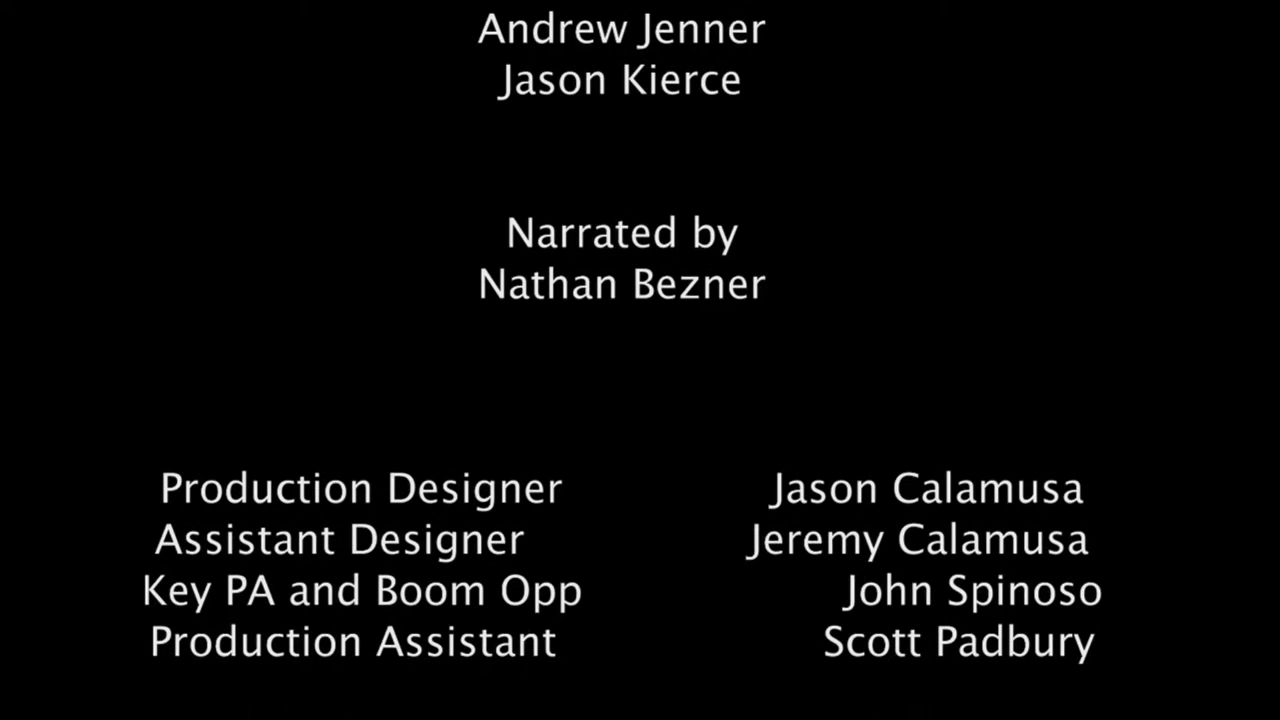 Andrew Jenner
Jason Kierce
Narrated by
Nathan Bezner
Production Designer Jason Calamusa
Assistant Designer Jeremy Calamusa
Key PA and Boom Opp John Spinoso
Production Assistant Scott Padbury